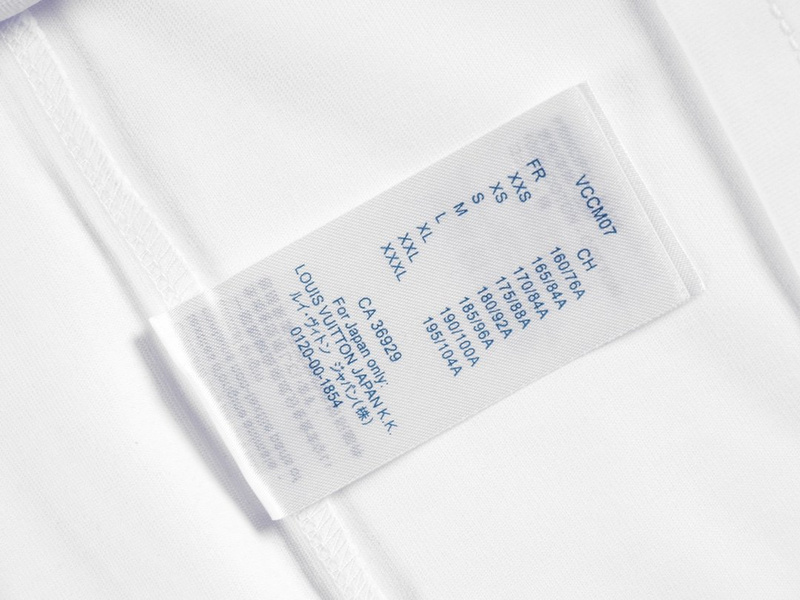 VCCM07
FR CH
XXS 160/76A
XS 165/84A
S 170/84A
M 175/88A
L 180/92A
XL 185/96A
XXL 190/100A
XXXL 195/104A
CA 36929
For Japan only:
LOUIS VUITTON JAPAN K.K.
ルイ・ヴィトン ジャパン(株)
0120-00-1854